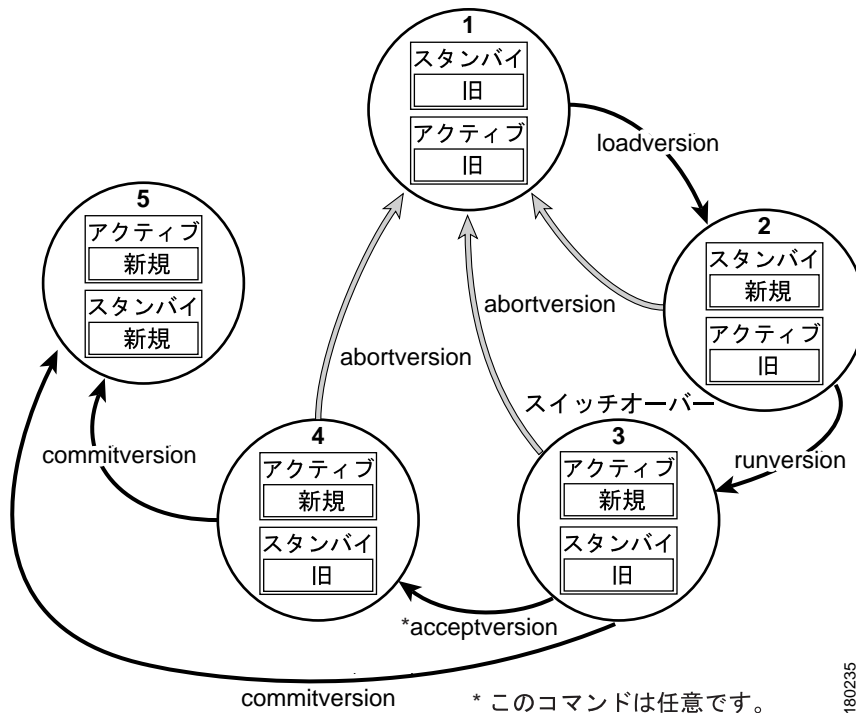 1
スタンバイ
旧
アクティブ
旧
loadversion
2
スタンバイ
新規
アクティブ
旧
5
アクティブ
新規
スタンバイ
新規
abortversion
abortversion
スイッチオーバー
runversion
3
アクティブ
新規
スタンバイ
旧
4
アクティブ
新規
スタンバイ
旧
commitversion
*acceptversion
commitversion
* このコマンドは任意です。
180235